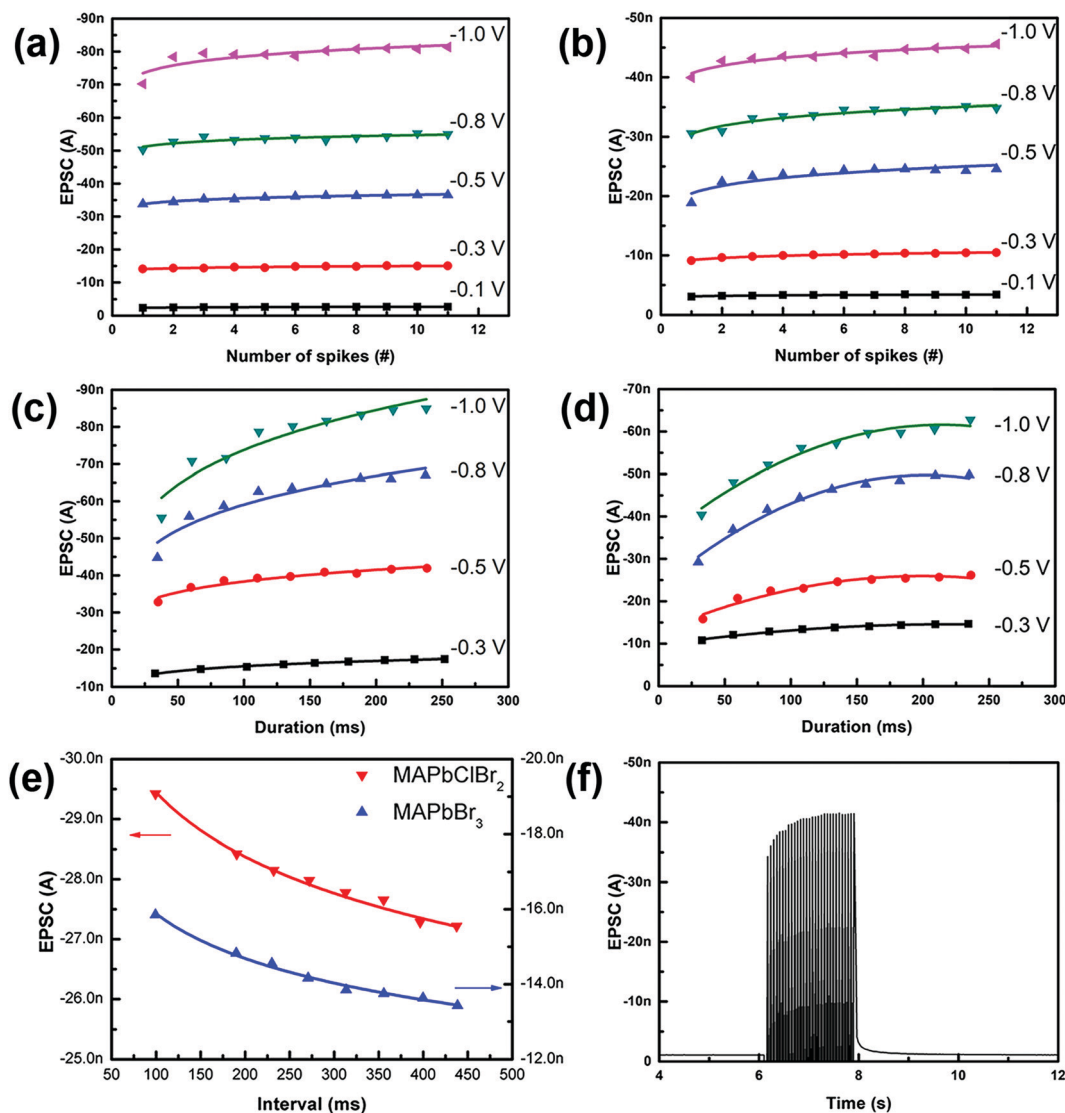 (a)
-90n
-80n
-70n
-60n
-50n
-40n
-30n
-20n
-10n
0
EPSC (A)
-1.0 V
-0.8 V
-0.5 V
-0.3 V
-0.1 V
0 2 4 6 8 10 12
Number of spikes (#)
(b)
-50n
-40n
-30n
-20n
-10n
0
EPSC (A)
-1.0 V
-0.8 V
-0.5 V
-0.3 V
-0.1 V
0 2 4 6 8 10 12
Number of spikes (#)
(c)
-90n
-80n
-70n
-60n
-50n
-40n
-30n
-20n
-10n
EPSC (A)
-1.0 V
-0.8 V
-0.5 V
-0.3 V
0 50 100 150 200 250 300
Duration (ms)
(d)
-70n
-60n
-50n
-40n
-30n
-20n
-10n
0
EPSC (A)
-1.0 V
-0.8 V
-0.5 V
-0.3 V
0 50 100 150 200 250 300
Duration (ms)
(e)
-30.0n
-29.0n
-28.0n
-27.0n
-26.0n
-25.0n
EPSC (A)
MAPbClBr2
MAPbBr3
-20.0n
-18.0n
-16.0n
-14.0n
-12.0n
50 100 150 200 250 300 350 400 450 500
Interval (ms)
(f)
-50n
-40n
-30n
-20n
-10n
0
EPSC (A)
4 6 8 10 12
Time (s)